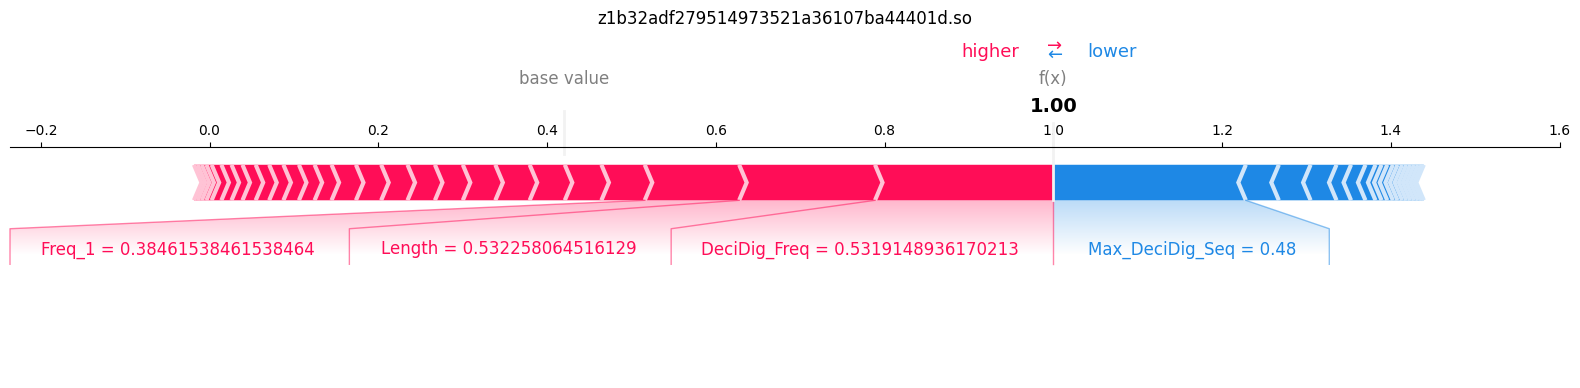 z1b32adf279514973521a36107ba44401d.so
higher ⇄ lower
base value f(x)
1.00
−0.2 0.0 0.2 0.4 0.6 0.8 1.0 1.2 1.4 1.6
Freq_1 = 0.38461538461538464 Length = 0.532258064516129 DeciDig_Freq = 0.5319148936170213 Max_DeciDig_Seq = 0.48